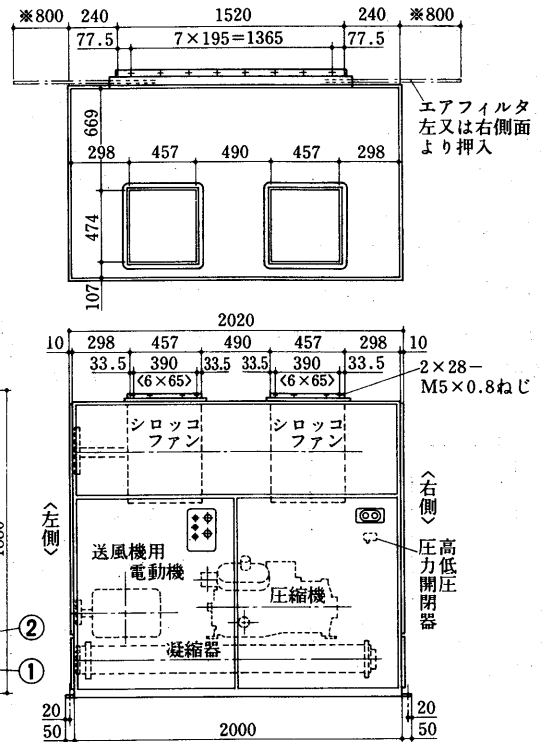 ※800 240 1520 240 ※800
77.5 7×195=1365 77.5
エアフィルタ
左又は右側面
より押入
669
298 457 490 457 298
474
107
2020
10 298 457 490 457 298 10
33.5 390 33.5 33.5 390 33.5
〈6×65〉 〈6×65〉
2×28−
M5×0.8ねじ
シロッコ
ファン
シロッコ
ファン
〈左側〉
〈右側〉
送風機用
電動機
圧縮機
高低圧
圧力開閉器
凝縮器
②
①
20 20
50 2000 50